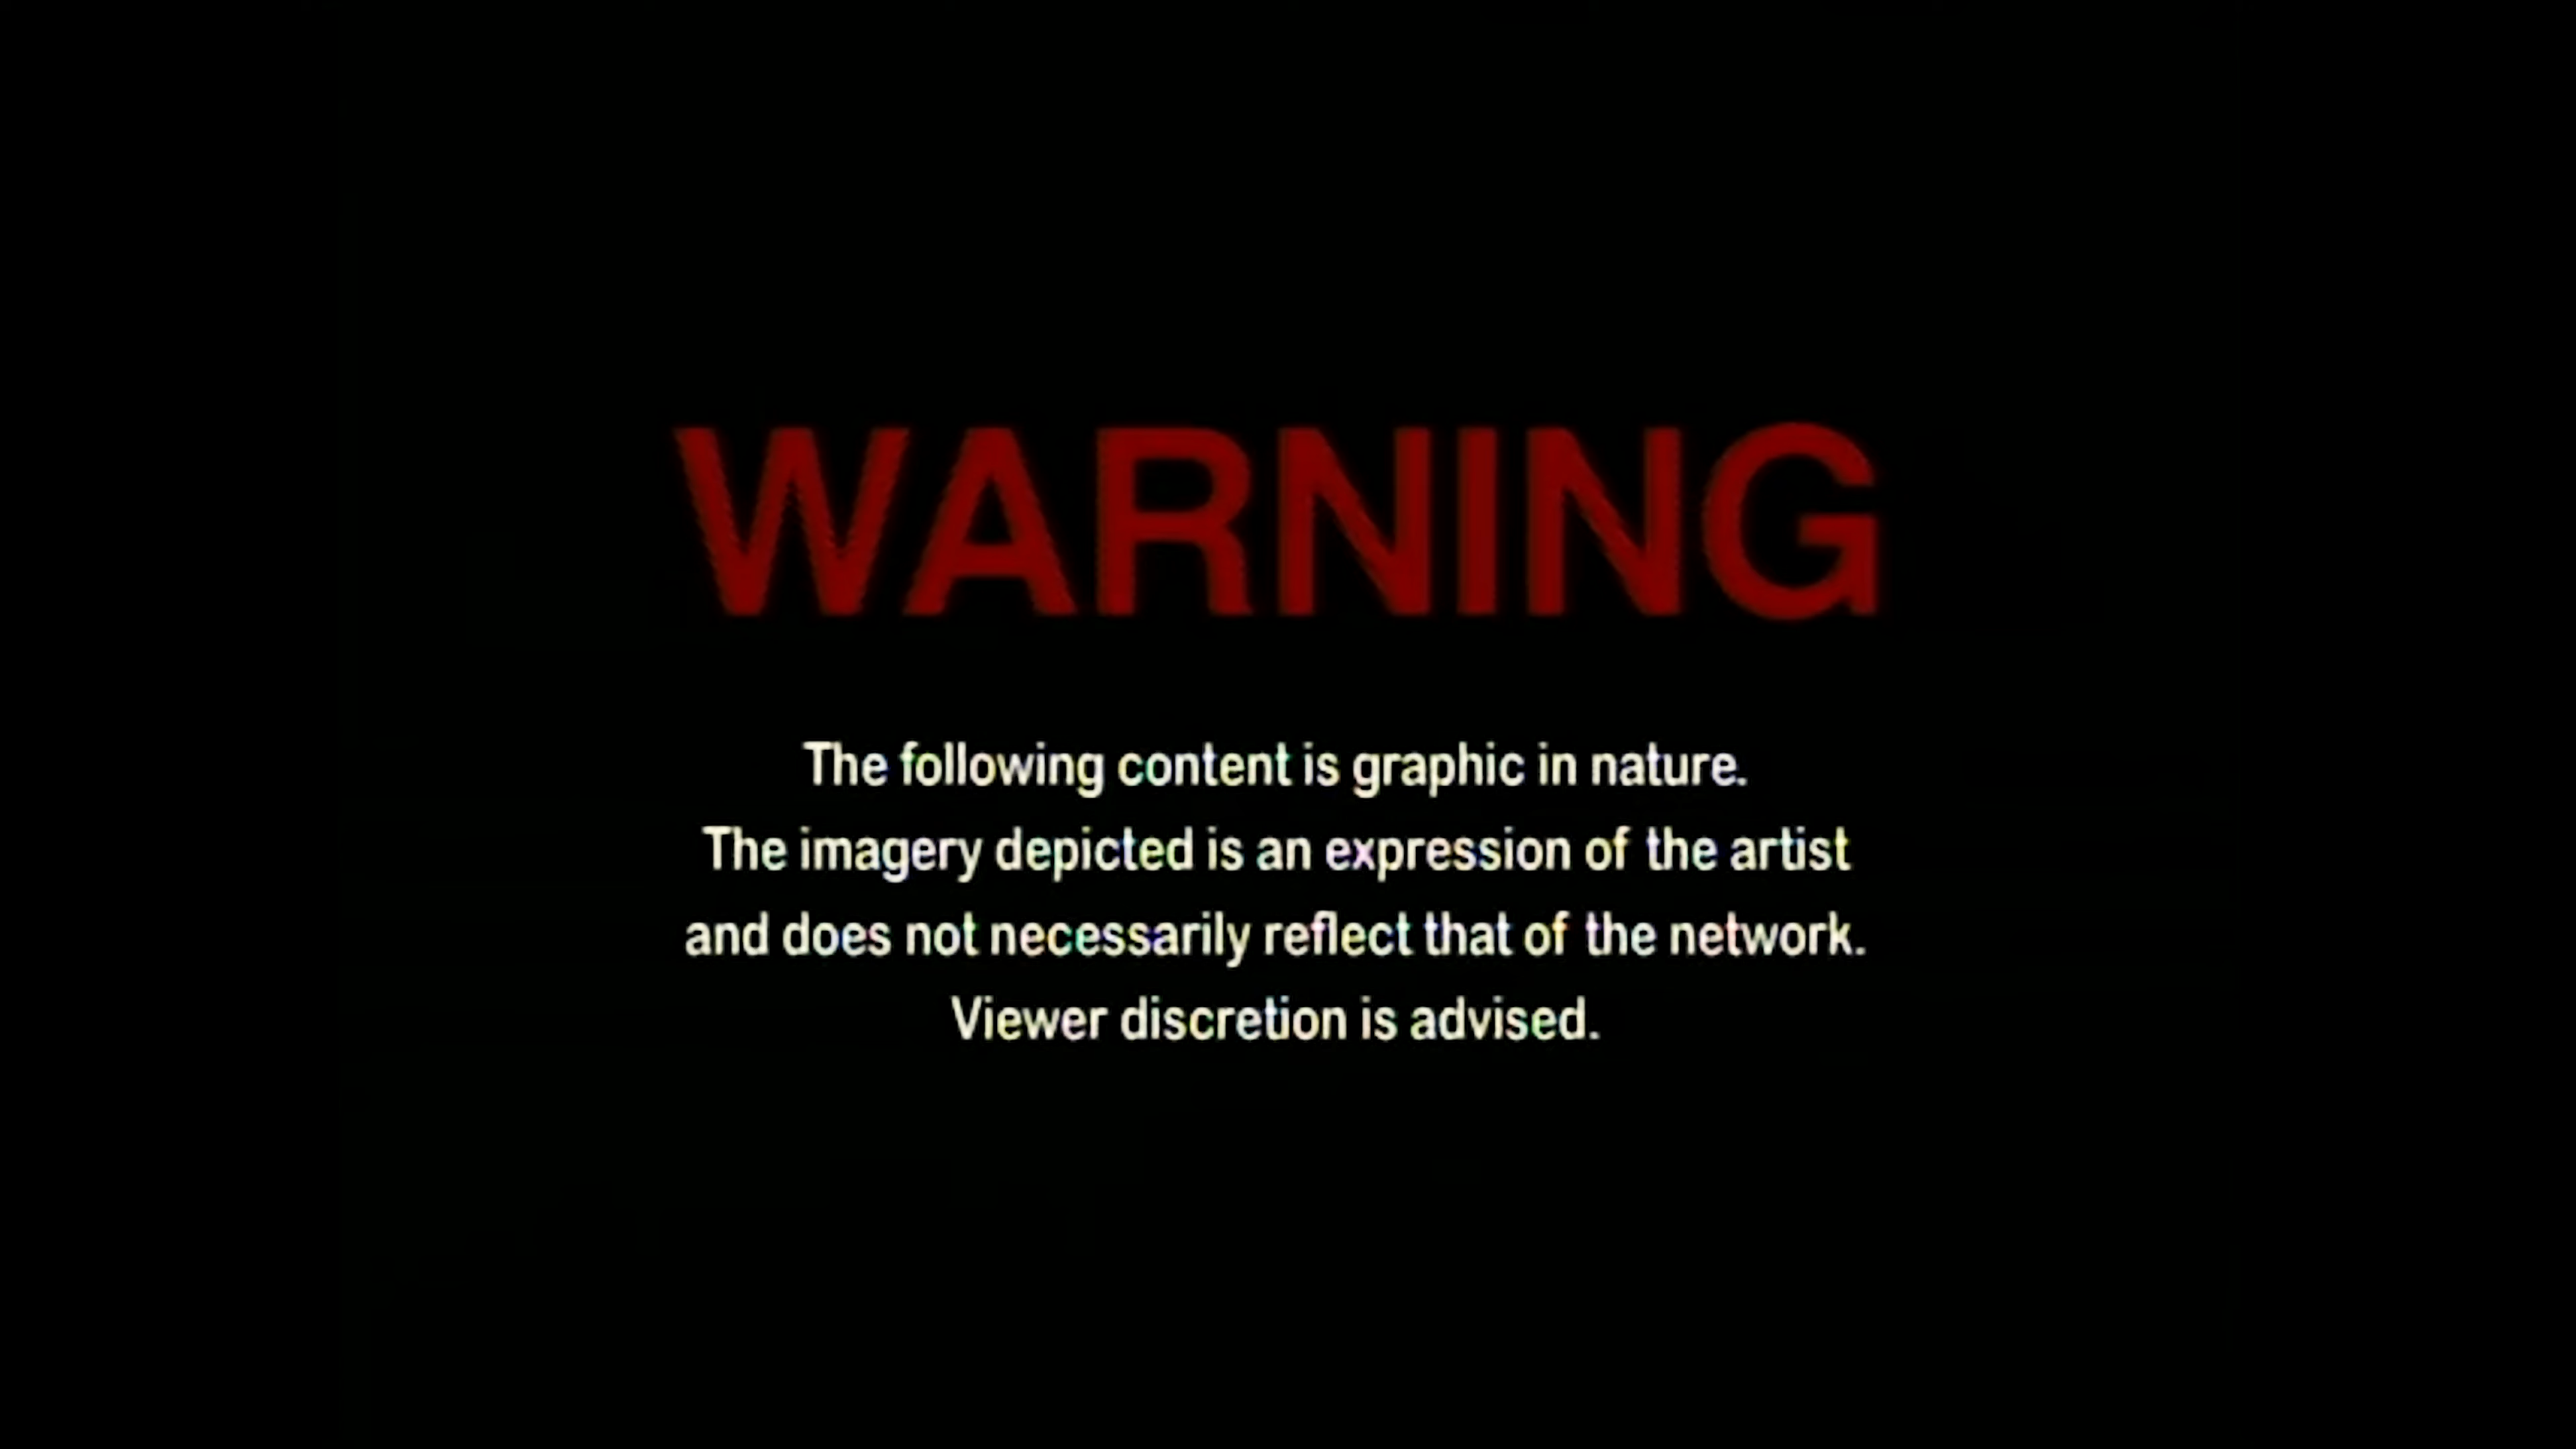 WARNING
The following content is graphic in nature.
The imagery depicted is an expression of the artist
and does not necessarily reflect that of the network.
Viewer discretion is advised.